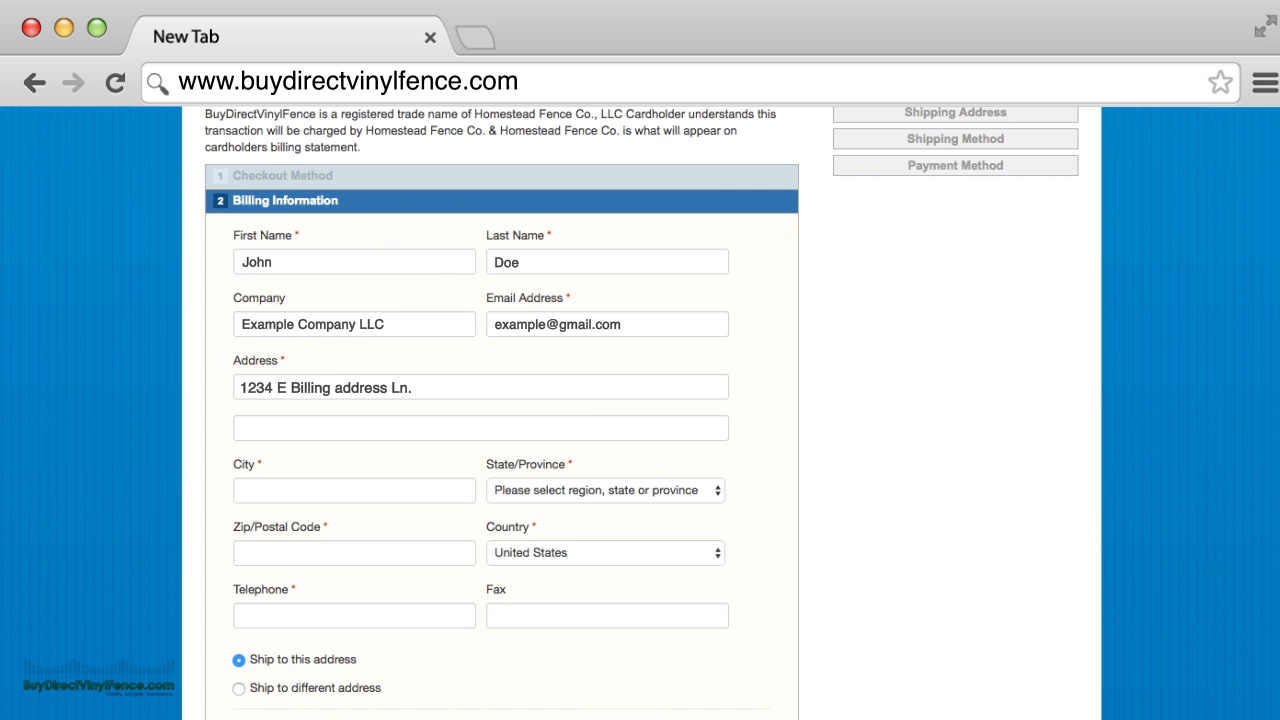 New Tab
www.buydirectvinylfence.com
BuyDirectVinylFence is a registered trade name of Homestead Fence Co., LLC Cardholder understands this
transaction will be charged by Homestead Fence Co. & Homestead Fence Co. is what will appear on
cardholders billing statement.
Shipping Address
Shipping Method
Payment Method
1 Checkout Method
2 Billing Information
First Name * Last Name *
John Doe
Company Email Address *
Example Company LLC example@gmail.com
Address *
1234 E Billing address Ln.
City * State/Province *
Please select region, state or province
Zip/Postal Code * Country *
United States
Telephone * Fax
Ship to this address
Ship to different address
BuyDirectVinylFence.com